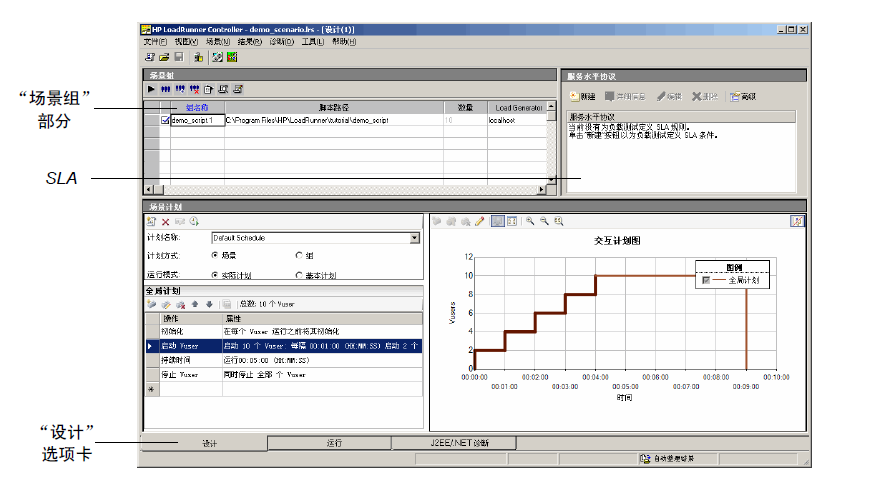 HP LoadRunner Controller - demo_scenario.lrs - [设计(1)]
文件(F) 视图(V) 场景(N) 结果(R) 诊断(D) 工具(L) 帮助(H)
场景组
服务水平协议
新建 详细信息 编辑 删除 高级
“场景组”
部分
组名称 脚本路径 数量 Load Generator
demo_script 1 C:\Program Files\HP\LoadRunner\tutorial\demo_script 10 localhost
服务水平协议
当前没有为负载测试定义 SLA 规则。
单击“新建”按钮以为负载测试定义 SLA 条件。
SLA
场景计划
计划名称: Default Schedule
计划方式: 场景 组
运行模式: 实际计划 基本计划
全局计划
总数: 10 个 Vuser
操作 属性
初始化 在每个 Vuser 运行之前将其初始化
启动 Vuser 启动 10 个 Vuser: 每隔 00:01:00 (HH:MM:SS) 启动 2 个
持续时间 运行00:05:00 (HH:MM:SS)
停止 Vuser 同时停止 全部 个 Vuser
交互计划图
图例
全局计划
Vusers
12
10
8
6
4
2
0
00:00:00 00:01:00 00:02:00 00:03:00 00:04:00 00:05:00 00:06:00 00:07:00 00:08:00 00:09:00 00:10:00
时间
“设计”
选项卡
设计 运行 J2EE/.NET 诊断
自动整理结果